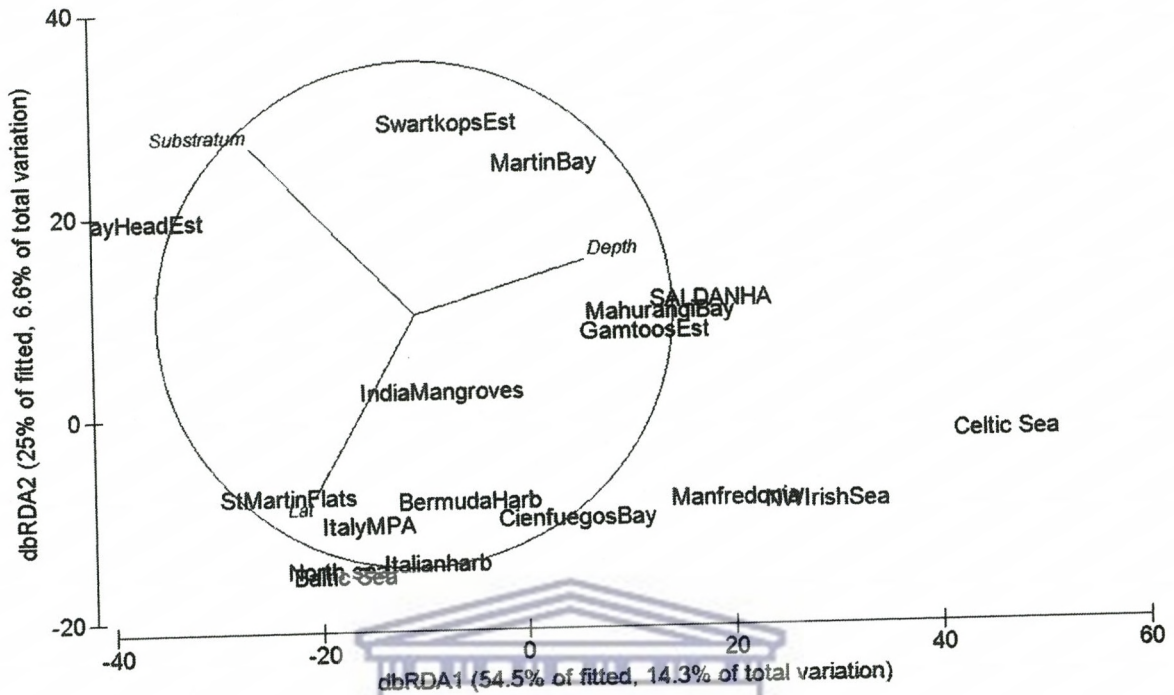 40
SwartkopsEst
Substratum
MartinBay
20
ayHeadEst
Depth
SALDANHA
MahurangiBay
GamtoosEst
IndiaMangroves
0
Celtic Sea
StMartinFlats
Lat
BermudaHarb
Manfredonia
NWIrishSea
ItalyMPA
CienfuegosBay
North sea
Italianharb
Baltic Sea
-20
-40
-20
0
20
40
60
dbRDA1 (54.5% of fitted, 14.3% of total variation)
dbRDA2 (25% of fitted, 6.6% of total variation)